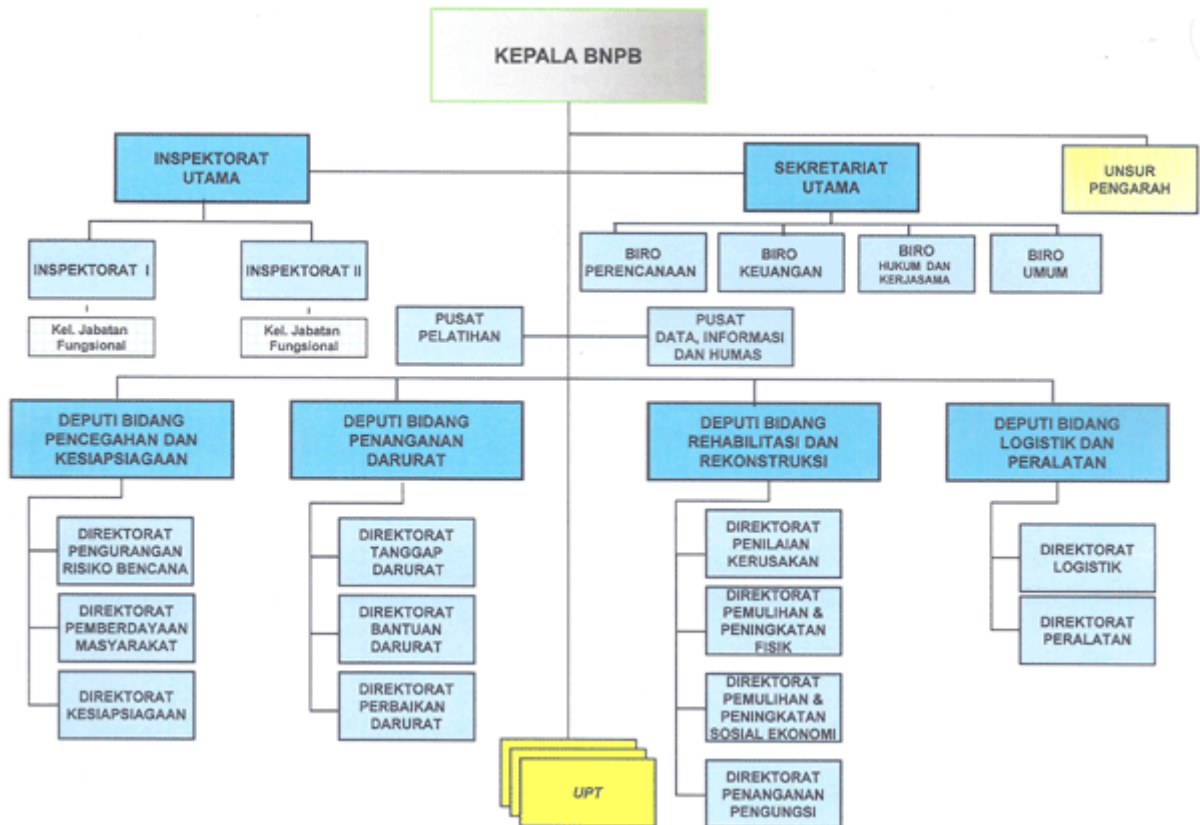 KEPALA BNPB
INSPEKTORAT
UTAMA
SEKRETARIAT
UTAMA
UNSUR
PENGARAH
INSPEKTORAT I
INSPEKTORAT II
BIRO
PERENCANAAN
BIRO
KEUANGAN
BIRO
HUKUM DAN
KERJASAMA
BIRO
UMUM
Kel. Jabatan
Fungsional
Kel. Jabatan
Fungsional
PUSAT
PELATIHAN
PUSAT
DATA, INFORMASI
DAN HUMAS
DEPUTI BIDANG
PENCEGAHAN DAN
KESIAPSIAGAAN
DEPUTI BIDANG
PENANGANAN
DARURAT
DEPUTI BIDANG
REHABILITASI DAN
REKONSTRUKSI
DEPUTI BIDANG
LOGISTIK DAN
PERALATAN
DIREKTORAT
PENGURANGAN
RISIKO BENCANA
DIREKTORAT
PEMBERDAYAAN
MASYARAKAT
DIREKTORAT
KESIAPSIAGAAN
DIREKTORAT
TANGGAP
DARURAT
DIREKTORAT
BANTUAN
DARURAT
DIREKTORAT
PERBAIKAN
DARURAT
DIREKTORAT
PENILAIAN
KERUSAKAN
DIREKTORAT
PEMULIHAN &
PENINGKATAN
FISIK
DIREKTORAT
PEMULIHAN &
PENINGKATAN
SOSIAL EKONOMI
DIREKTORAT
PENANGANAN
PENGUNGSI
DIREKTORAT
LOGISTIK
DIREKTORAT
PERALATAN
UPT